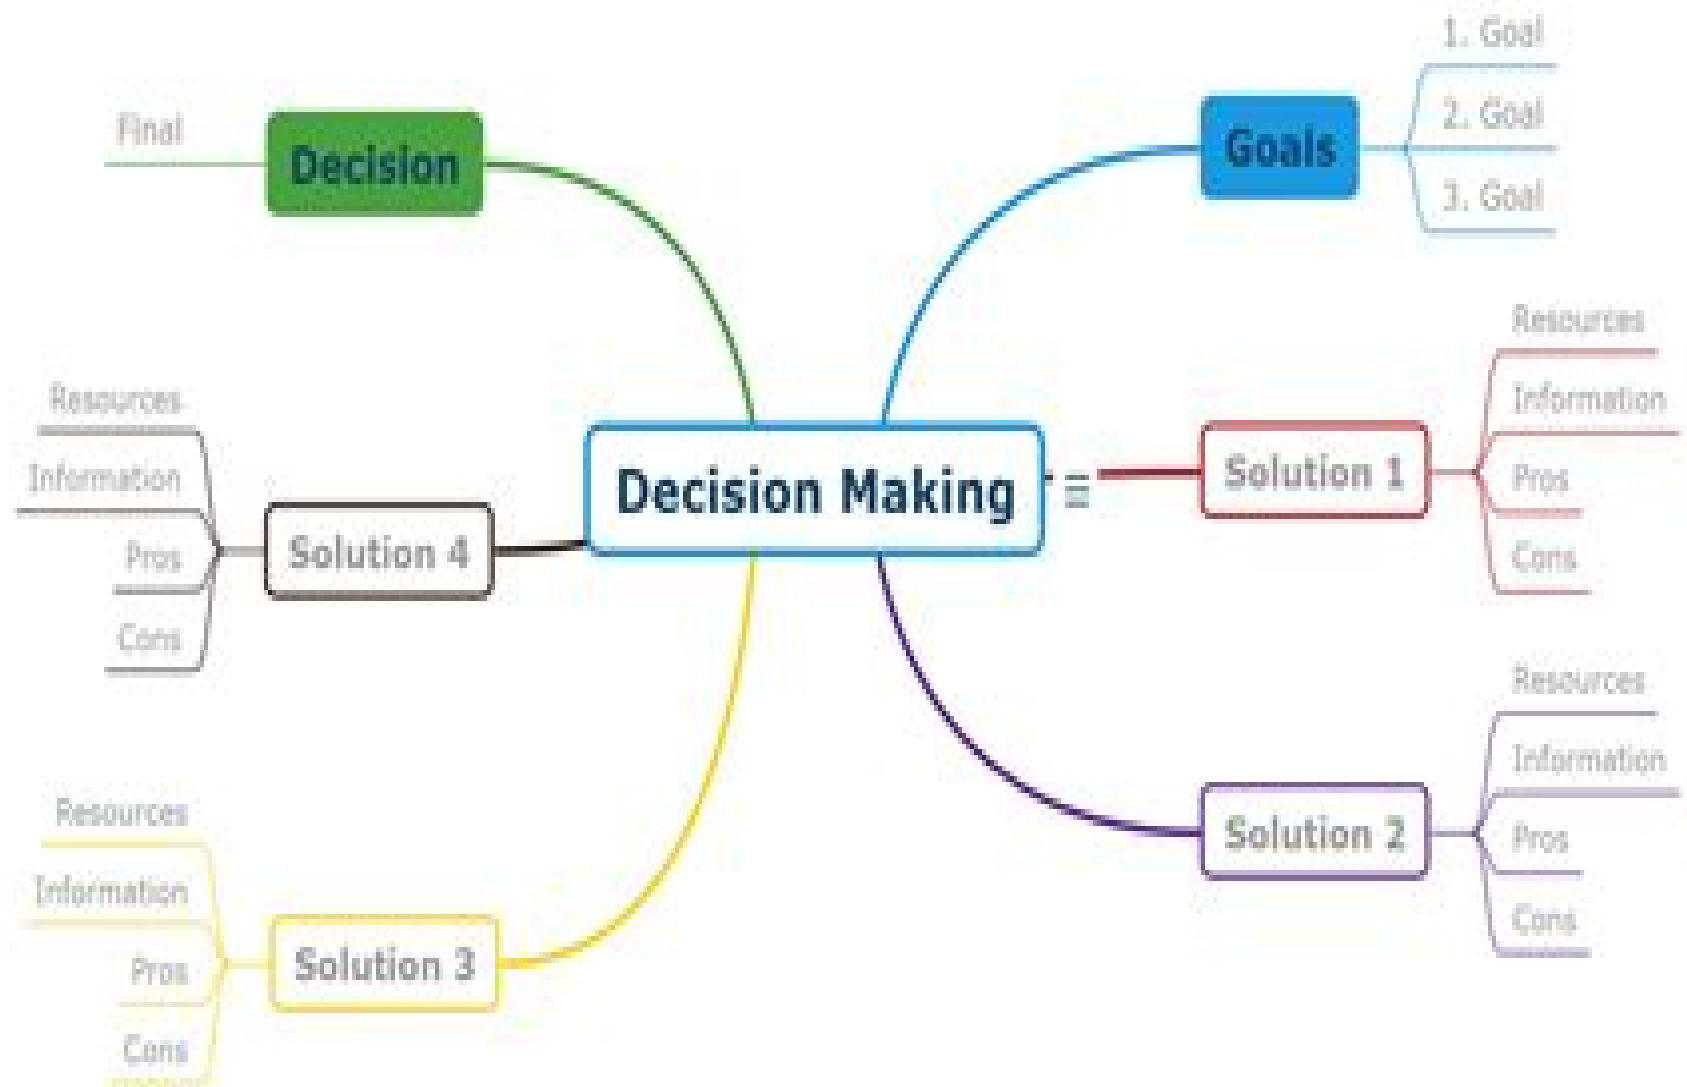 Decision Making
Goals
1. Goal
2. Goal
3. Goal
Solution 1
Resources
Information
Pros
Cons
Solution 2
Resources
Information
Pros
Cons
Solution 3
Resources
Information
Pros
Cons
Solution 4
Resources
Information
Pros
Cons
Decision
Final